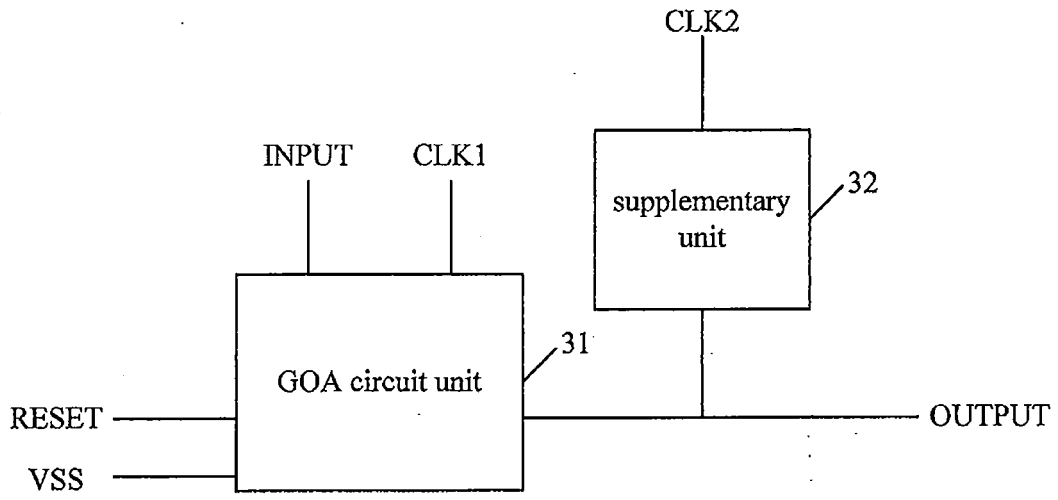 CLK2
INPUT
CLK1
supplementary
unit
32
31
GOA circuit unit
RESET
OUTPUT
VSS